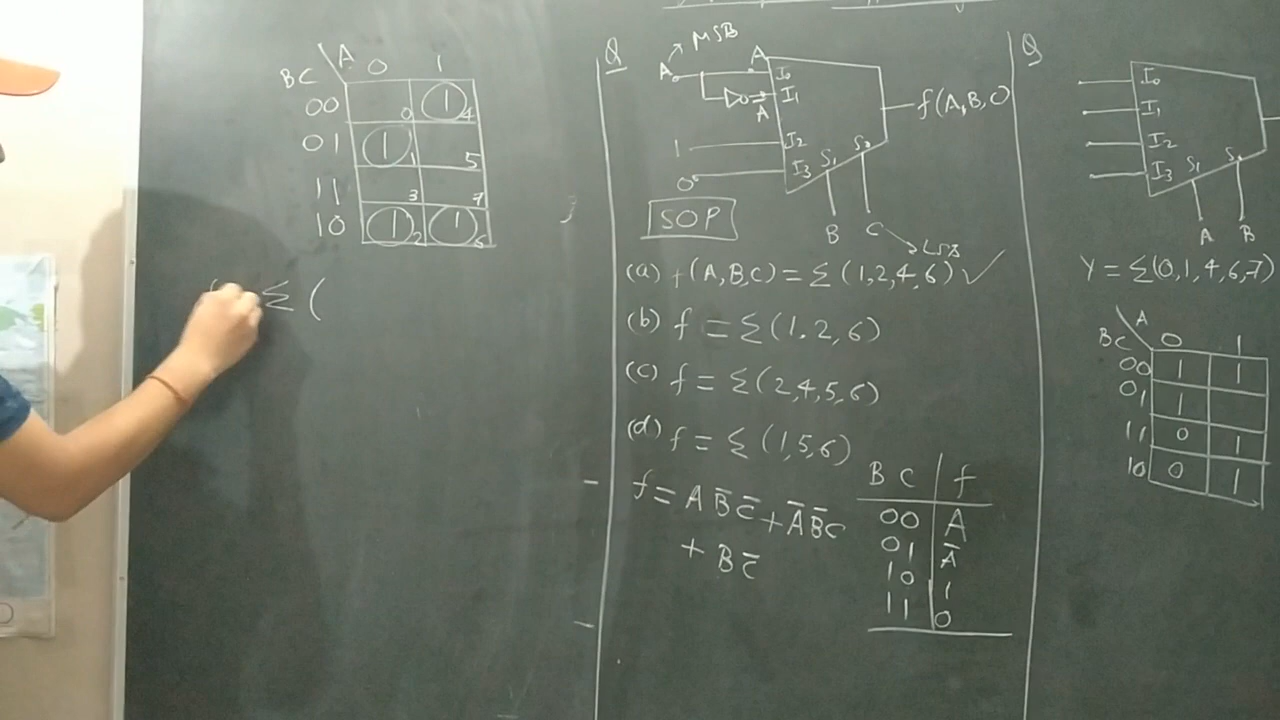 A
BC 0 1
00 0 1 4
01 1 1 5
11 3 7
10 1 2 1 6
Σ (
Q
MSB
A A I₀
Ā I₁
1 I₂
0 I₃ S₁ S₀
f(A,B,C)
B C LSB
SOP
(a) f(A,B,C) = Σ (1,2,4,6) ✓
(b) f = Σ (1,2,6)
(c) f = Σ(2,4,5,6)
(d) f = Σ (1,5,6)
f = A B̄ C̄ + Ā B̄ C
+ B C̄
B C f
00 A
01 Ā
10 1
11 0
Q
I₀
I₁
I₂
I₃ S₁ S₀
A B
Y = Σ(0,1,4,6,7)
A
BC 0 1
00 1 1
01 1
11 0 1
10 0 1